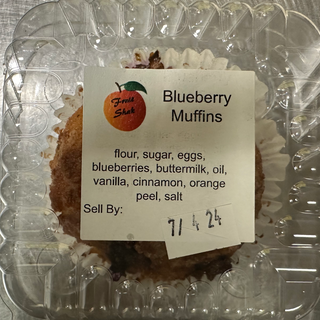 Fresh
Shak
Blueberry
Muffins
flour, sugar, eggs,
blueberries, buttermilk, oil,
vanilla, cinnamon, orange
peel, salt
Sell By:
7/ 4 24